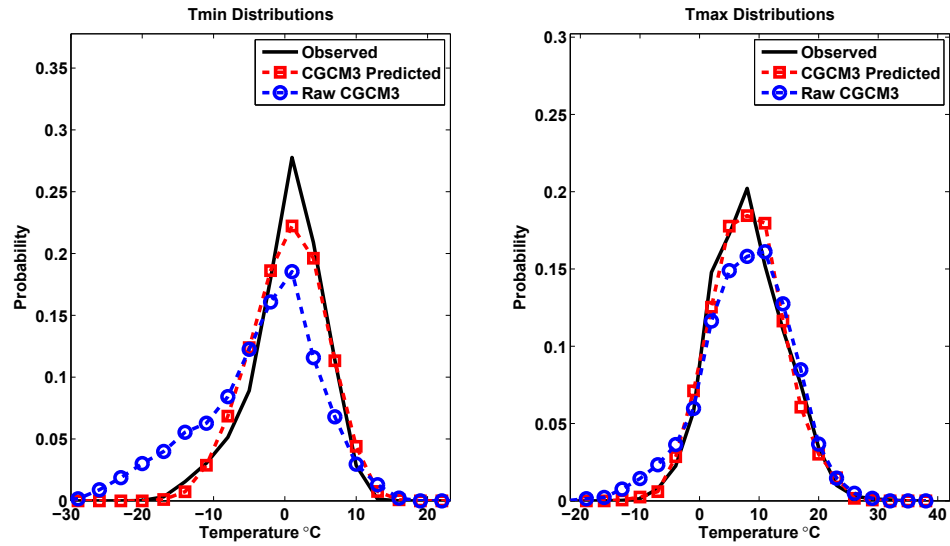 Tmin Distributions
0.35
0.3
0.25
0.2
0.15
0.1
0.05
0
Probability
Observed
CGCM3 Predicted
Raw CGCM3
−30 −20 −10 0 10 20
Temperature °C
Tmax Distributions
0.3
0.25
0.2
0.15
0.1
0.05
0
Probability
Observed
CGCM3 Predicted
Raw CGCM3
−20 −10 0 10 20 30 40
Temperature °C